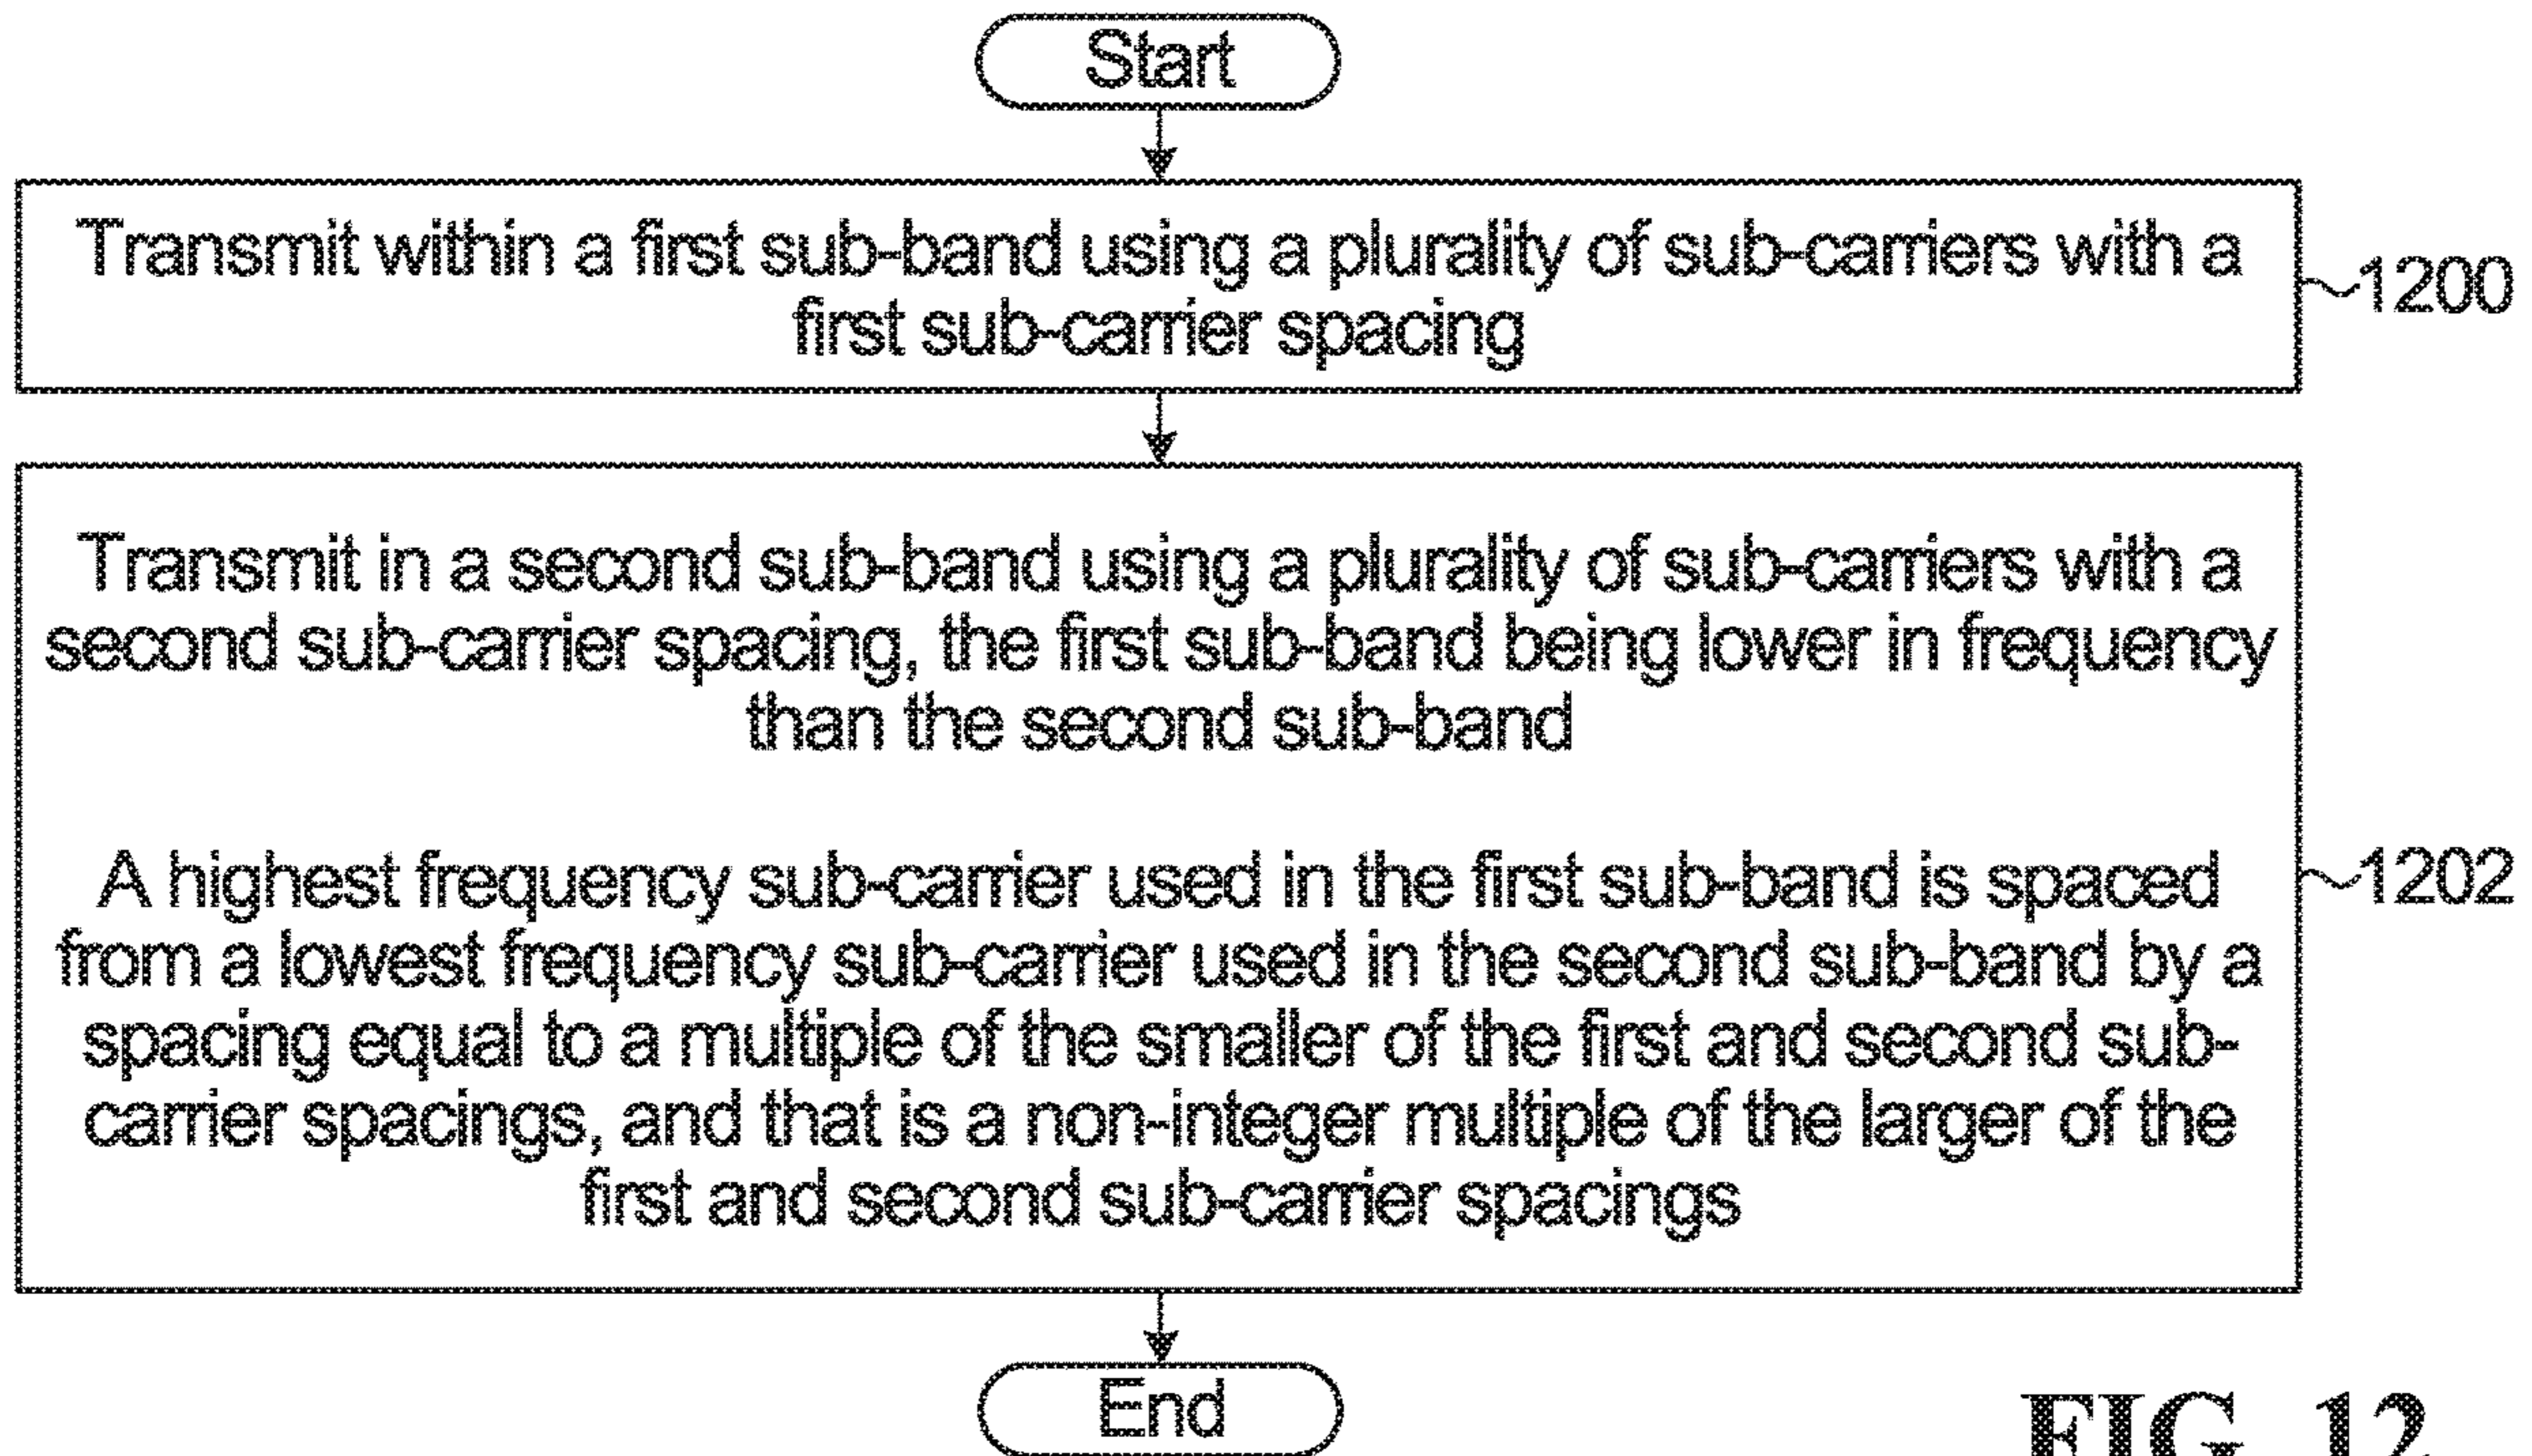 Start
Transmit within a first sub-band using a plurality of sub-carriers with a
first sub-carrier spacing
1200
Transmit in a second sub-band using a plurality of sub-carriers with a
second sub-carrier spacing, the first sub-band being lower in frequency
than the second sub-band
A highest frequency sub-carrier used in the first sub-band is spaced
from a lowest frequency sub-carrier used in the second sub-band by a
spacing equal to a multiple of the smaller of the first and second sub-
carrier spacings, and that is a non-integer multiple of the larger of the
first and second sub-carrier spacings
1202
End
FIG. 12